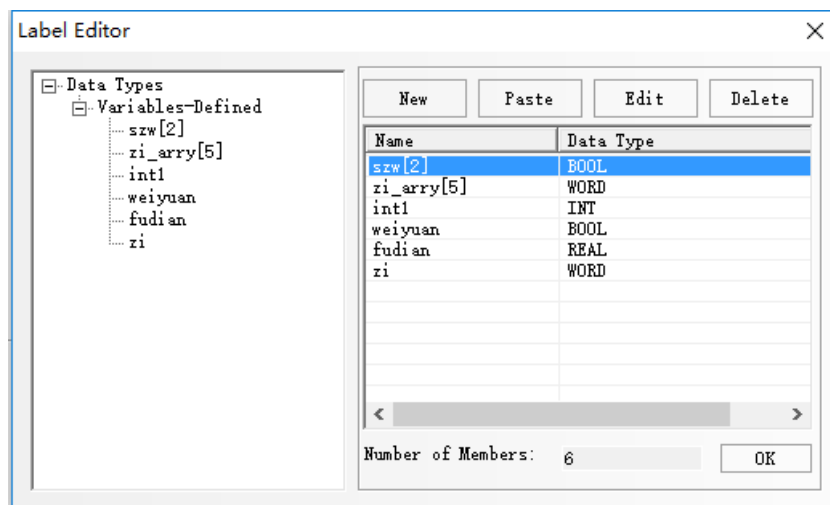 Label Editor
Data Types
Variables-Defined
szw[2]
zi_arry[5]
int1
weiyuan
fudian
zi
New Paste Edit Delete
Name Data Type
szw[2] BOOL
zi_arry[5] WORD
int1 INT
weiyuan BOOL
fudian REAL
zi WORD
Number of Members: 6 OK